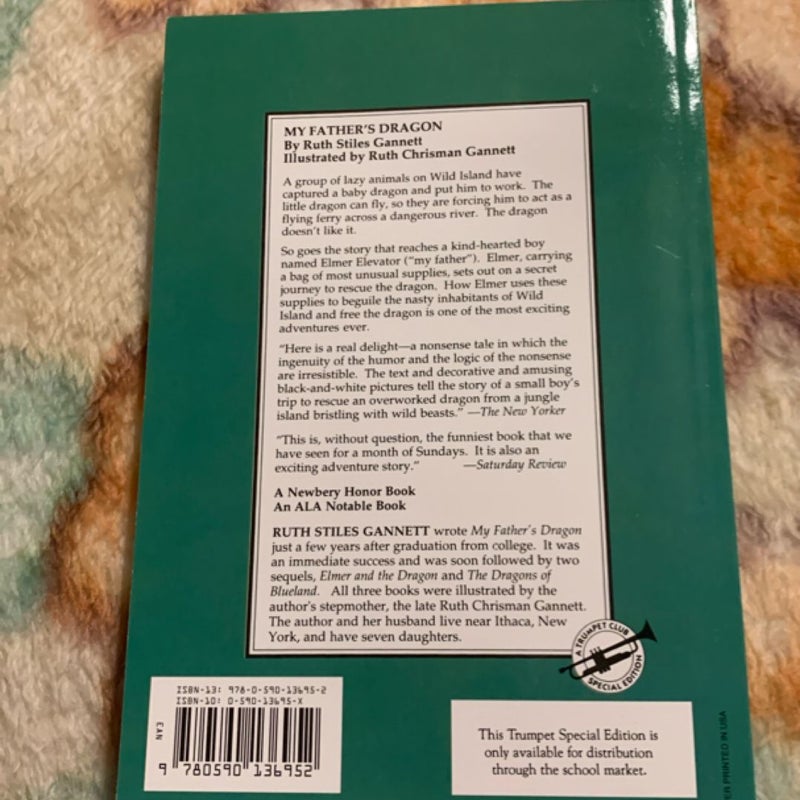 MY FATHER'S DRAGON
By Ruth Stiles Gannett
Illustrated by Ruth Chrisman Gannett
A group of lazy animals on Wild Island have
captured a baby dragon and put him to work. The
little dragon can fly, so they are forcing him to act as a
flying ferry across a dangerous river. The dragon
doesn't like it.
So goes the story that reaches a kind-hearted boy
named Elmer Elevator ("my father"). Elmer, carrying
a bag of most unusual supplies, sets out on a secret
journey to rescue the dragon. How Elmer uses these
supplies to beguile the nasty inhabitants of Wild
Island and free the dragon is one of the most exciting
adventures ever.
"Here is a real delight—a nonsense tale in which the
ingenuity of the humor and the logic of the nonsense
are irresistible. The text and decorative and amusing
black-and-white pictures tell the story of a small boy's
trip to rescue an overworked dragon from a jungle
island bristling with wild beasts." —The New Yorker
"This is, without question, the funniest book that we
have seen for a month of Sundays. It is also an
exciting adventure story." —Saturday Review
A Newbery Honor Book
An ALA Notable Book
RUTH STILES GANNETT wrote My Father's Dragon
just a few years after graduation from college. It was
an immediate success and was soon followed by two
sequels, Elmer and the Dragon and The Dragons of
Blueland. All three books were illustrated by the
author's stepmother, the late Ruth Chrisman Gannett.
The author and her husband live near Ithaca, New
York, and have seven daughters.
A TRUMPET CLUB
SPECIAL EDITION
ISBN-13: 978-0-590-13695-2
ISBN-10: 0-590-13695-X
EAN
9 780590 136952
This Trumpet Special Edition is
only available for distribution
through the school market.
PRINTED IN USA